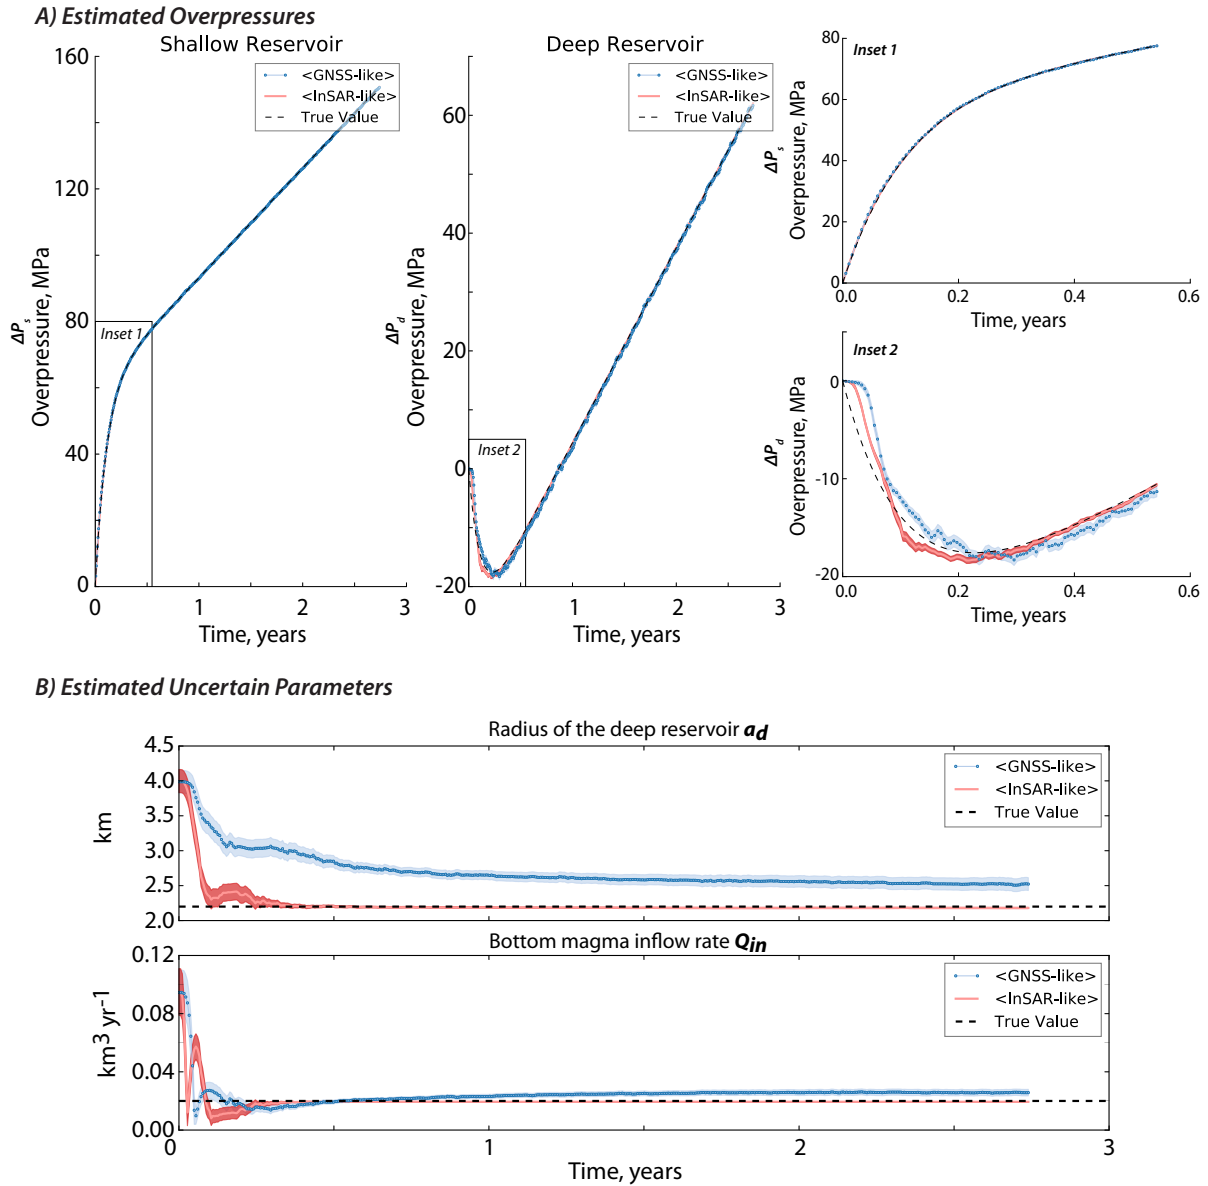 A) Estimated Overpressures
Shallow Reservoir
160
120
80
40
0
ΔPs
Overpressure, MPa
<GNSS-like>
<InSAR-like>
True Value
Inset 1
0 1 2 3
Time, years
Deep Reservoir
60
40
20
0
-20
ΔPd
Overpressure, MPa
<GNSS-like>
<InSAR-like>
True Value
Inset 2
0 1 2 3
Time, years
Inset 1
80
60
40
20
0
ΔPs
Overpressure, MPa
0.0 0.2 0.4 0.6
Time, years
Inset 2
0
-10
-20
ΔPd
Overpressure, MPa
0.0 0.2 0.4 0.6
Time, years
B) Estimated Uncertain Parameters
Radius of the deep reservoir ad
4.5
4.0
3.5
3.0
2.5
2.0
km
<GNSS-like>
<InSAR-like>
True Value
Bottom magma inflow rate Qin
0.12
0.08
0.04
0.00
km³ yr⁻¹
<GNSS-like>
<InSAR-like>
True Value
0 1 2 3
Time, years